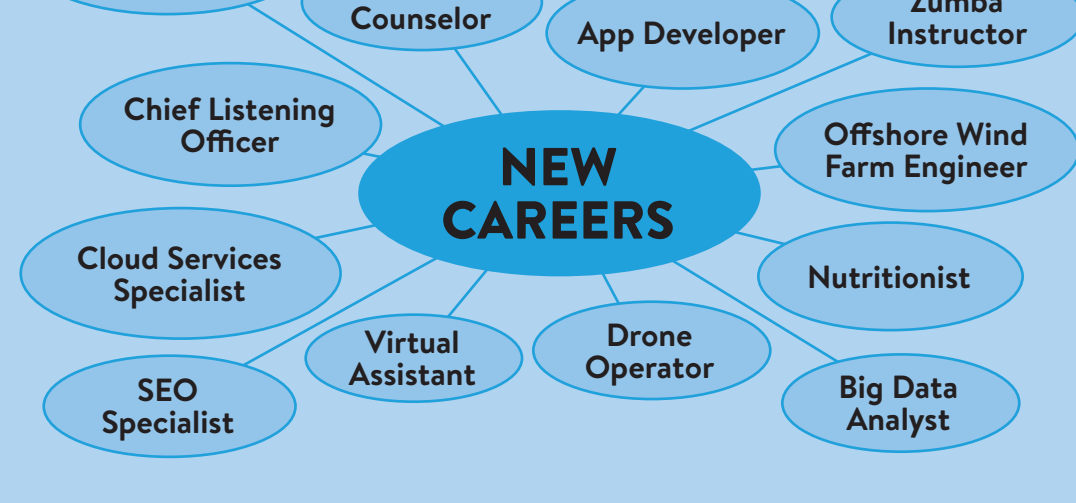 Counselor
App Developer
Zumba
Instructor
Chief Listening
Officer
NEW
CAREERS
Offshore Wind
Farm Engineer
Cloud Services
Specialist
Nutritionist
Virtual
Assistant
Drone
Operator
SEO
Specialist
Big Data
Analyst